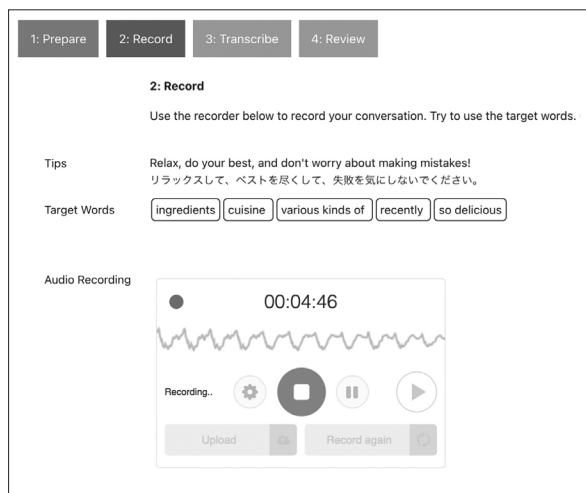 1: Prepare 2: Record 3: Transcribe 4: Review
2: Record
Use the recorder below to record your conversation. Try to use the target words.
Tips Relax, do your best, and don't worry about making mistakes!
リラックスして、ベストを尽くして、失敗を気にしないでください。
Target Words ingredients cuisine various kinds of recently so delicious
Audio Recording
00:04:46
Recording..
Upload Record again